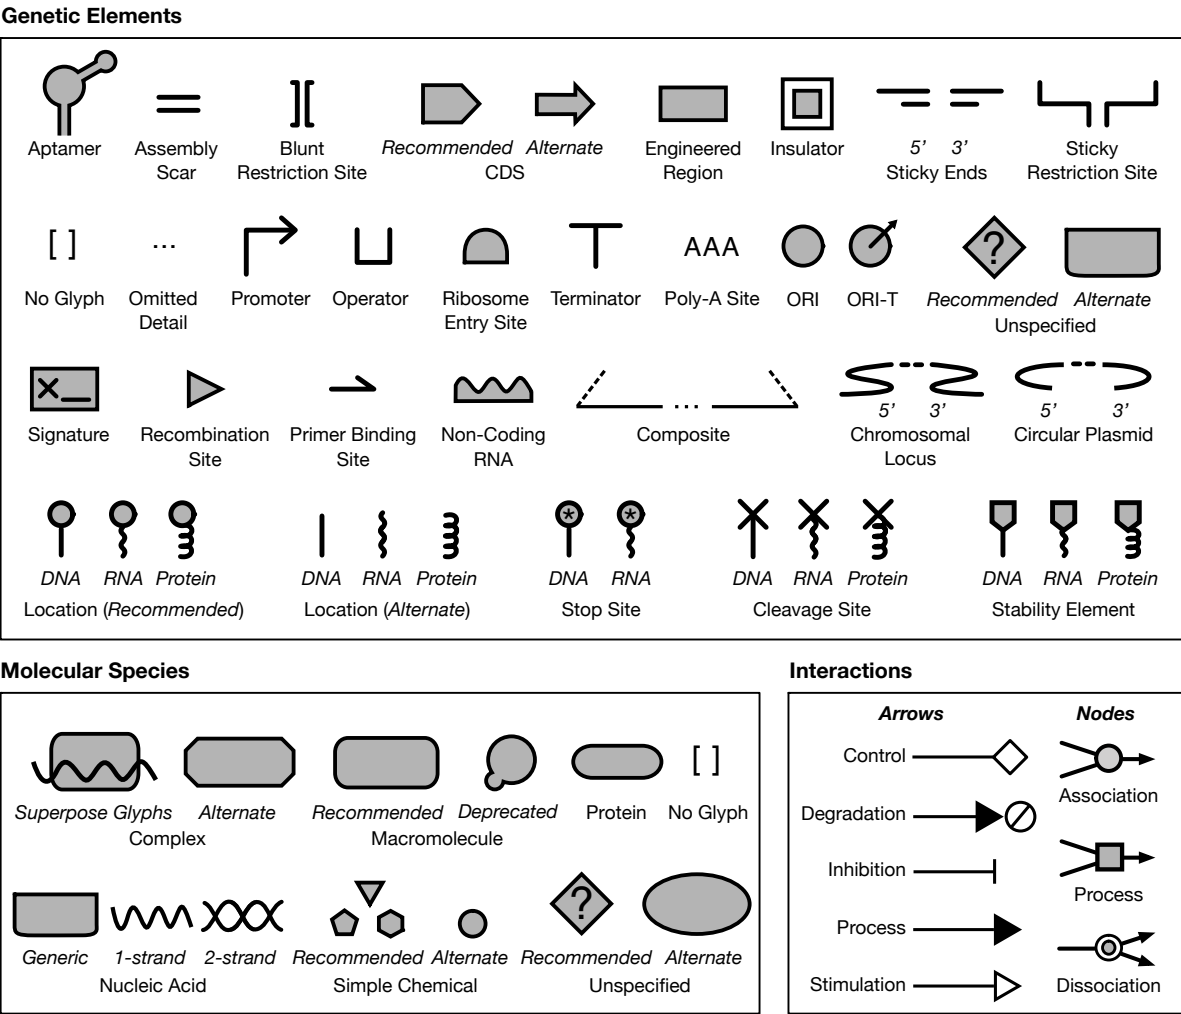 Genetic Elements
Aptamer
Assembly
Scar
Blunt
Restriction Site
Recommended Alternate
CDS
Engineered
Region
Insulator
5’ 3’
Sticky Ends
Sticky
Restriction Site
[ ]
No Glyph
...
Omitted
Detail
Promoter
Operator
Ribosome
Entry Site
Terminator
AAA
Poly-A Site
ORI
ORI-T
?
Recommended Alternate
Unspecified
Signature
Recombination
Site
Primer Binding
Site
Non-Coding
RNA
...
Composite
5’ 3’
Chromosomal
Locus
5’ 3’
Circular Plasmid
DNA RNA Protein
Location (Recommended)
DNA RNA Protein
Location (Alternate)
* *
DNA RNA
Stop Site
DNA RNA Protein
Cleavage Site
DNA RNA Protein
Stability Element
Molecular Species
Superpose Glyphs Alternate
Complex
Recommended Deprecated
Macromolecule
Protein
[ ]
No Glyph
Generic 1-strand 2-strand
Nucleic Acid
Recommended Alternate
Simple Chemical
?
Recommended Alternate
Unspecified
Interactions
Arrows
Control
Degradation
Inhibition
Process
Stimulation
Nodes
Association
Process
Dissociation